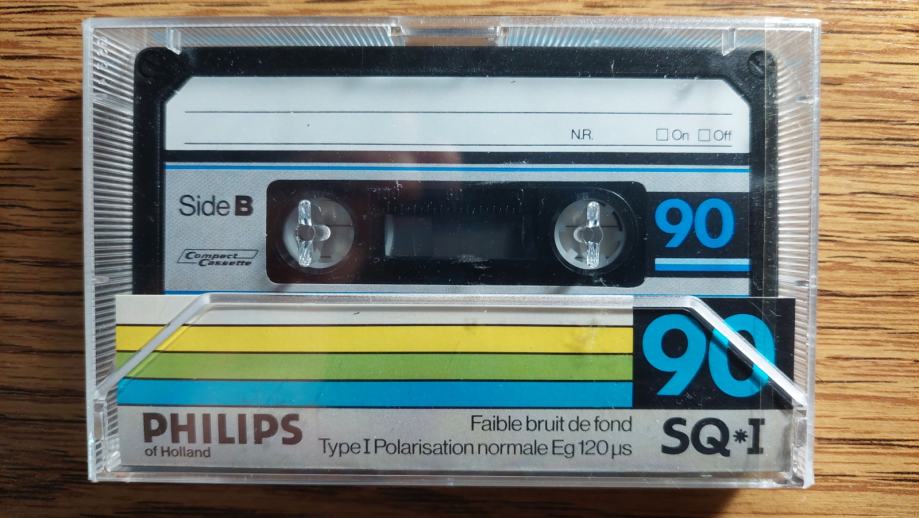 N.R. On Off
Side B
90
Compact
Cassette
90
PHILIPS
of Holland
Faible bruit de fond
Type I Polarisation normale Eg 120 µs
SQ*I